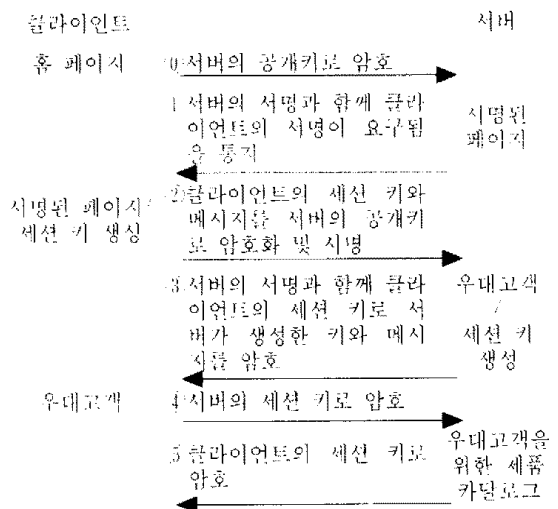 클라이언트 서버
홈 페이지 0) 서버의 공개키로 암호
1 서버의 서명과 함께 클라
이언트의 서명이 요구됨
을 통지
서명된
페이지
서명된 페이지/
세션 키 생성
2) 클라이언트의 세션 키와
메시지를 서버의 공개키
로 암호화 및 서명
3 서버의 서명과 함께 클라
이언트의 세션 키로 서
버가 생성한 키와 메시
지를 암호
우대고객
/
세션 키
생성
우대고객 4 서버의 세션 키로 암호
5 클라이언트의 세션 키로
암호
우대고객을
위한 제품
카달로그